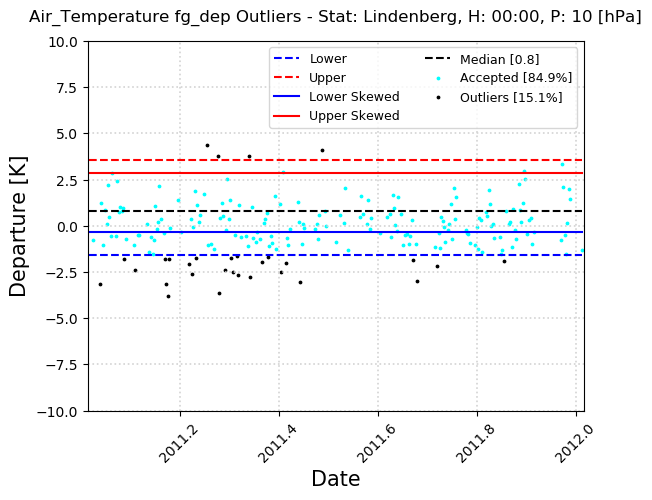 Air_Temperature fg_dep Outliers - Stat: Lindenberg, H: 00:00, P: 10 [hPa]
Lower
Upper
Lower Skewed
Upper Skewed
Median [0.8]
Accepted [84.9%]
Outliers [15.1%]
Departure [K]
10.0
7.5
5.0
2.5
0.0
−2.5
−5.0
−7.5
−10.0
2011.2
2011.4
2011.6
2011.8
2012.0
Date